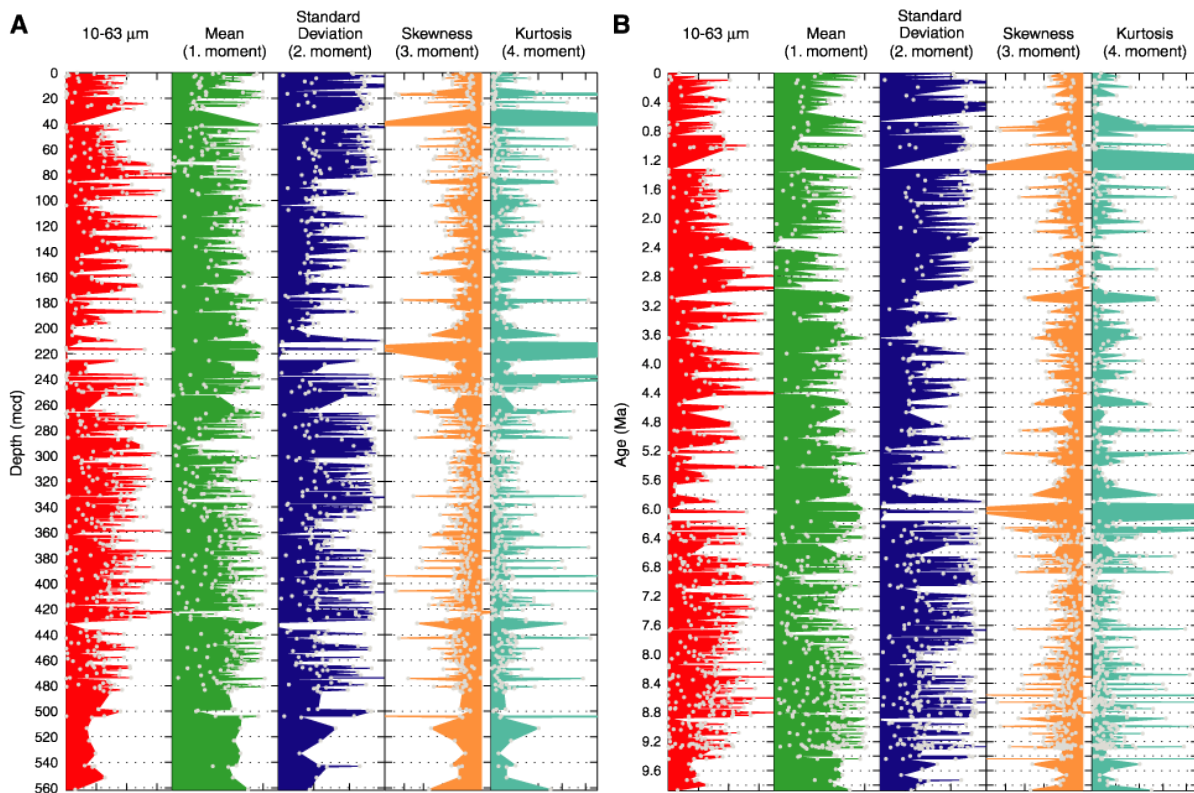 A
10-63 µm
Mean
(1. moment)
Standard
Deviation
(2. moment)
Skewness
(3. moment)
Kurtosis
(4. moment)
Depth (mcd)
0
20
40
60
80
100
120
140
160
180
200
220
240
260
280
300
320
340
360
380
400
420
440
460
480
500
520
540
560
B
10-63 µm
Mean
(1. moment)
Standard
Deviation
(2. moment)
Skewness
(3. moment)
Kurtosis
(4. moment)
Age (Ma)
0
0.4
0.8
1.2
1.6
2.0
2.4
2.8
3.2
3.6
4.0
4.4
4.8
5.2
5.6
6.0
6.4
6.8
7.2
7.6
8.0
8.4
8.8
9.2
9.6